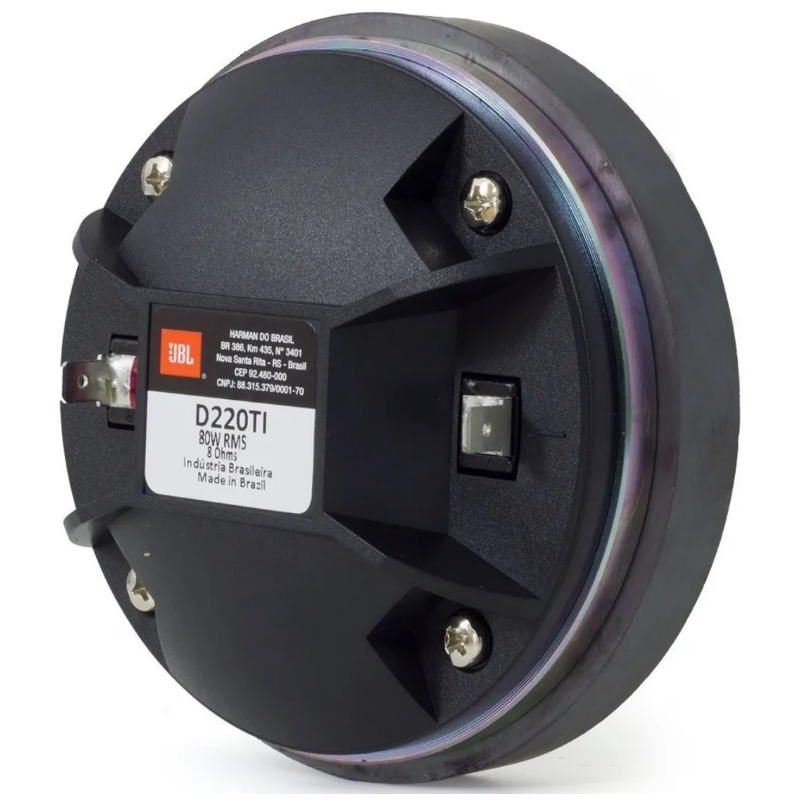 JBL
HARMAN DO BRASIL
BR 386, Km 435, N° 3401
Nova Santa Rita - RS - Brasil
CEP 92.480-000
CNPJ: 88.315.379/0001-70
D220TI
80W RMS
8 Ohms
Indústria Brasileira
Made in Brazil